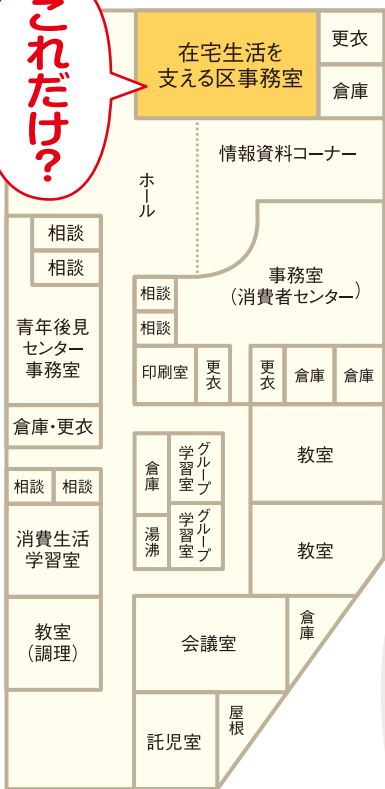 これだけ？
在宅生活を
支える区事務室
更衣
倉庫
情報資料コーナー
ホール
相談
相談
青年後見
センター
事務室
倉庫・更衣
相談
相談
事務室
（消費者センター）
印刷室
更衣
更衣
倉庫
倉庫
相談
相談
消費生活
学習室
教室
（調理）
倉庫
グループ
学習室
湯沸
グループ
学習室
教室
教室
会議室
倉庫
託児室
屋根